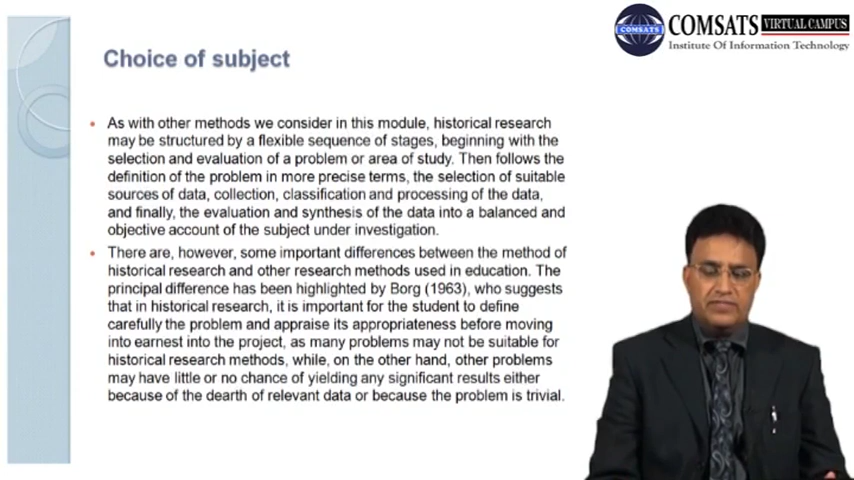 COMSATS VIRTUAL CAMPUS
Institute Of Information Technology
COMSATS
Choice of subject
As with other methods we consider in this module, historical research
may be structured by a flexible sequence of stages, beginning with the
selection and evaluation of a problem or area of study. Then follows the
definition of the problem in more precise terms, the selection of suitable
sources of data, collection, classification and processing of the data,
and finally, the evaluation and synthesis of the data into a balanced and
objective account of the subject under investigation.
There are, however, some important differences between the method of
historical research and other research methods used in education. The
principal difference has been highlighted by Borg (1963), who suggests
that in historical research, it is important for the student to define
carefully the problem and appraise its appropriateness before moving
into earnest into the project, as many problems may not be suitable for
historical research methods, while, on the other hand, other problems
may have little or no chance of yielding any significant results either
because of the dearth of relevant data or because the problem is trivial.